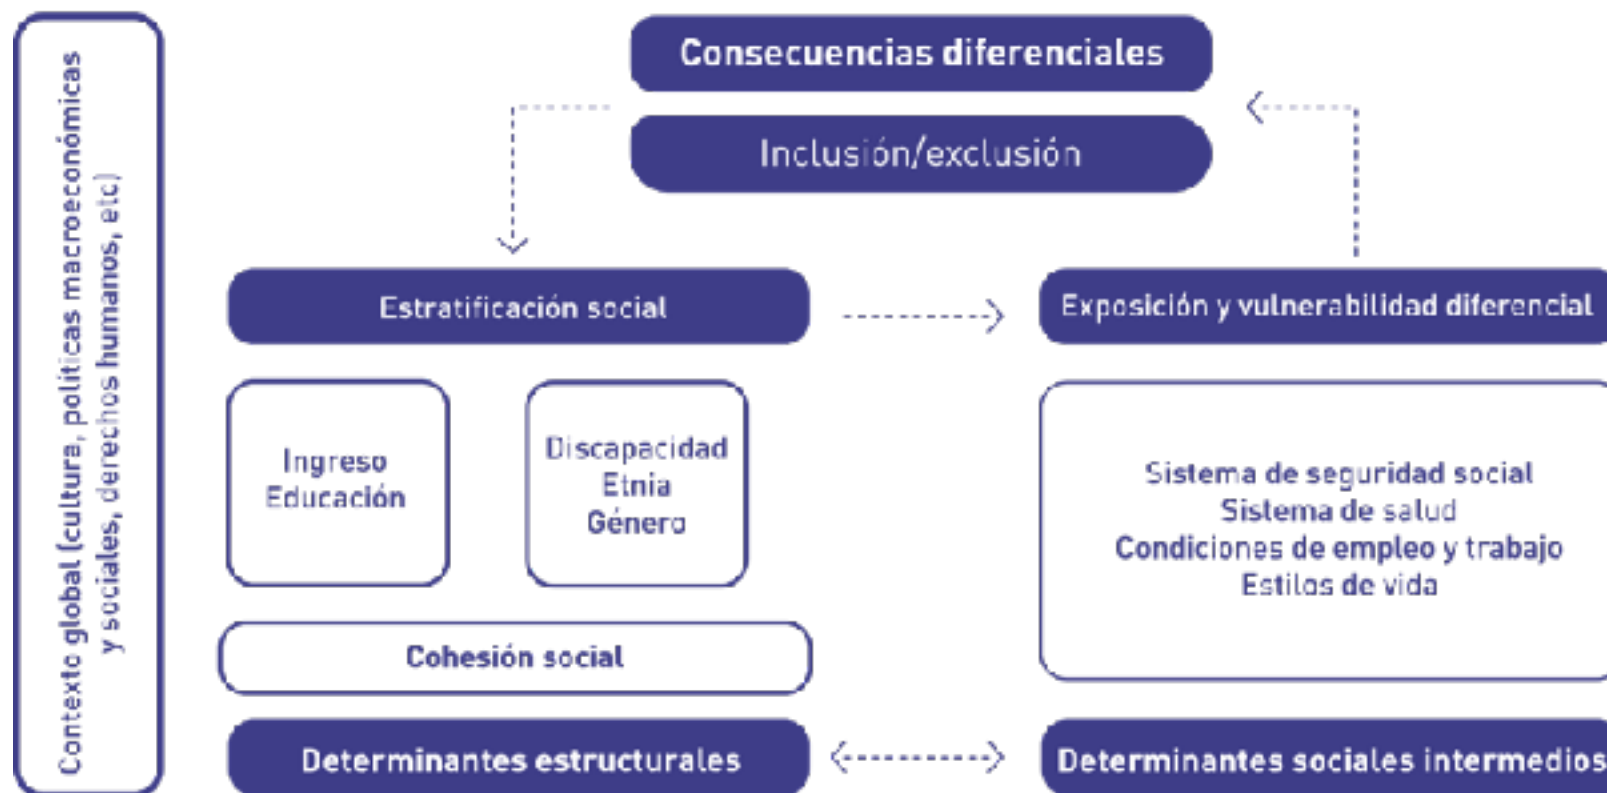 Contexto global (cultura, políticas macroeconómicas
y sociales, derechos humanos, etc)
Consecuencias diferenciales
Inclusión/exclusión
Estratificación social
Exposición y vulnerabilidad diferencial
Ingreso
Educación
Discapacidad
Etnia
Género
Sistema de seguridad social
Sistema de salud
Condiciones de empleo y trabajo
Estilos de vida
Cohesión social
Determinantes estructurales
Determinantes sociales intermedios